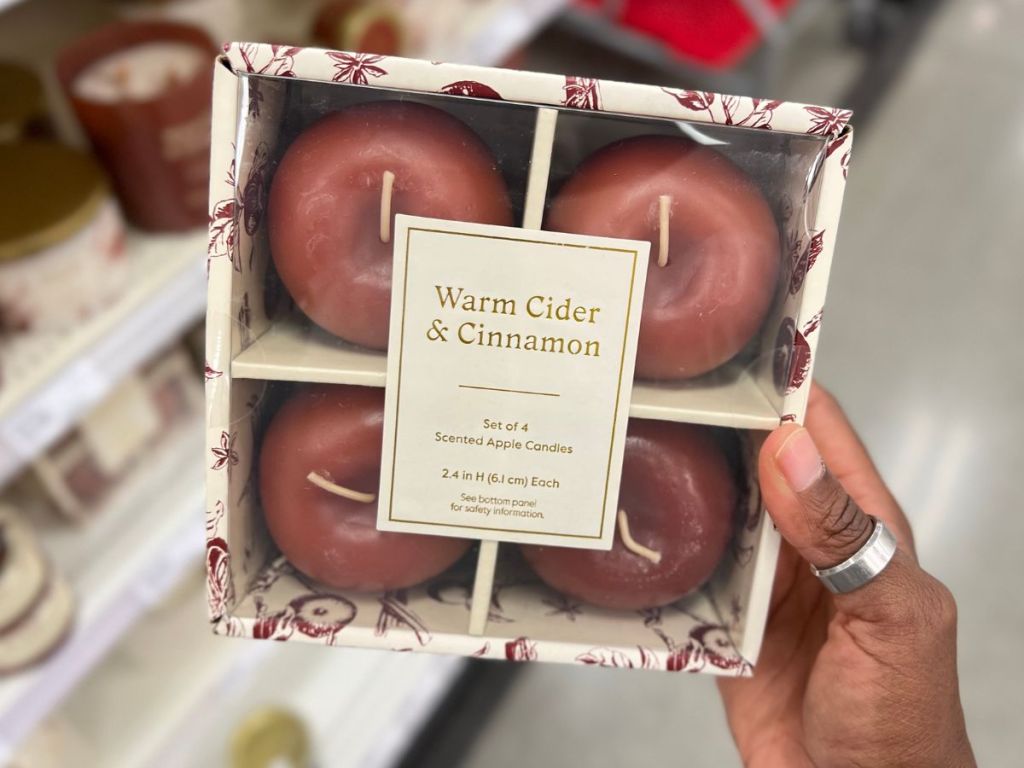 Warm Cider
& Cinnamon
Set of 4
Scented Apple Candles
2.4 in H (6.1 cm) Each
See bottom panel
for safety information.